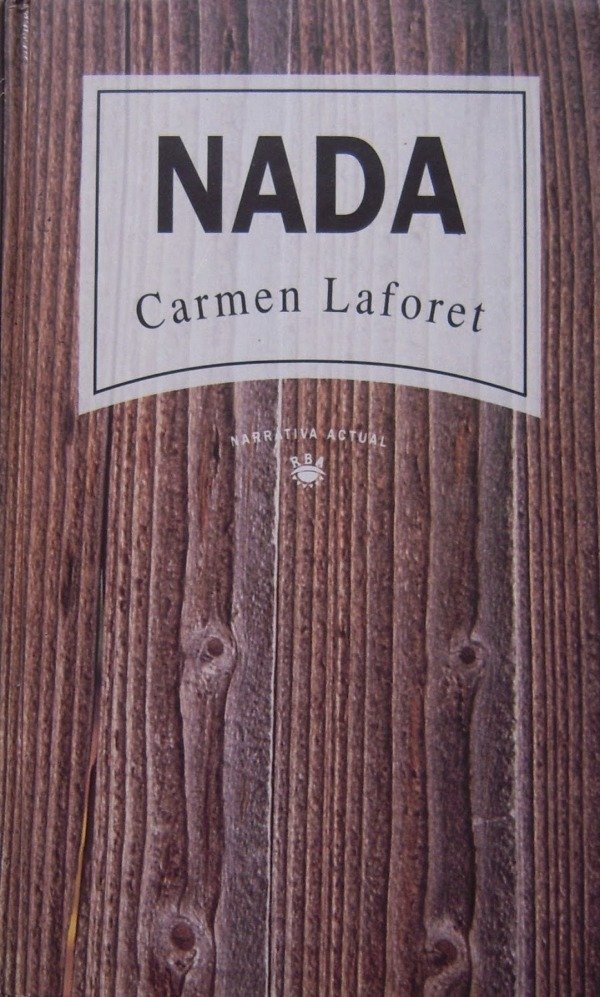 NADA
Carmen Laforet
NARRATIVA ACTUAL
RBA